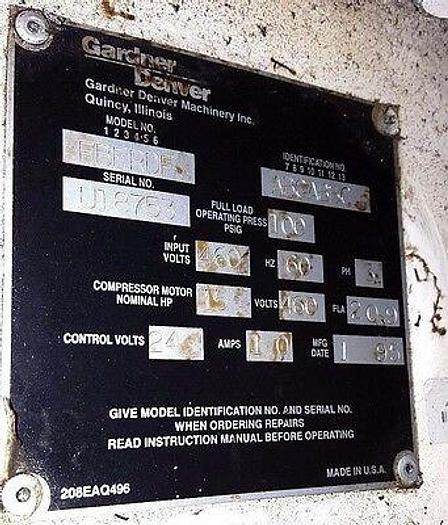 Gardner
Denver
Gardner Denver Machinery Inc.
Quincy, Illinois
MODEL NO.
1 2 3 4 5 6
IDENTIFICATION NO.
7 8 9 10 11 12 13
SERIAL NO.
U18753
FULL LOAD
OPERATING PRESS
PSIG
100
INPUT
VOLTS
460
HZ
60
PH
COMPRESSOR MOTOR
NOMINAL HP
VOLTS
460
FLA
20.9
CONTROL VOLTS
24
AMPS
1.0
MFG
DATE
1 95
GIVE MODEL IDENTIFICATION NO. AND SERIAL NO.
WHEN ORDERING REPAIRS
READ INSTRUCTION MANUAL BEFORE OPERATING
208EAQ496
MADE IN U.S.A.